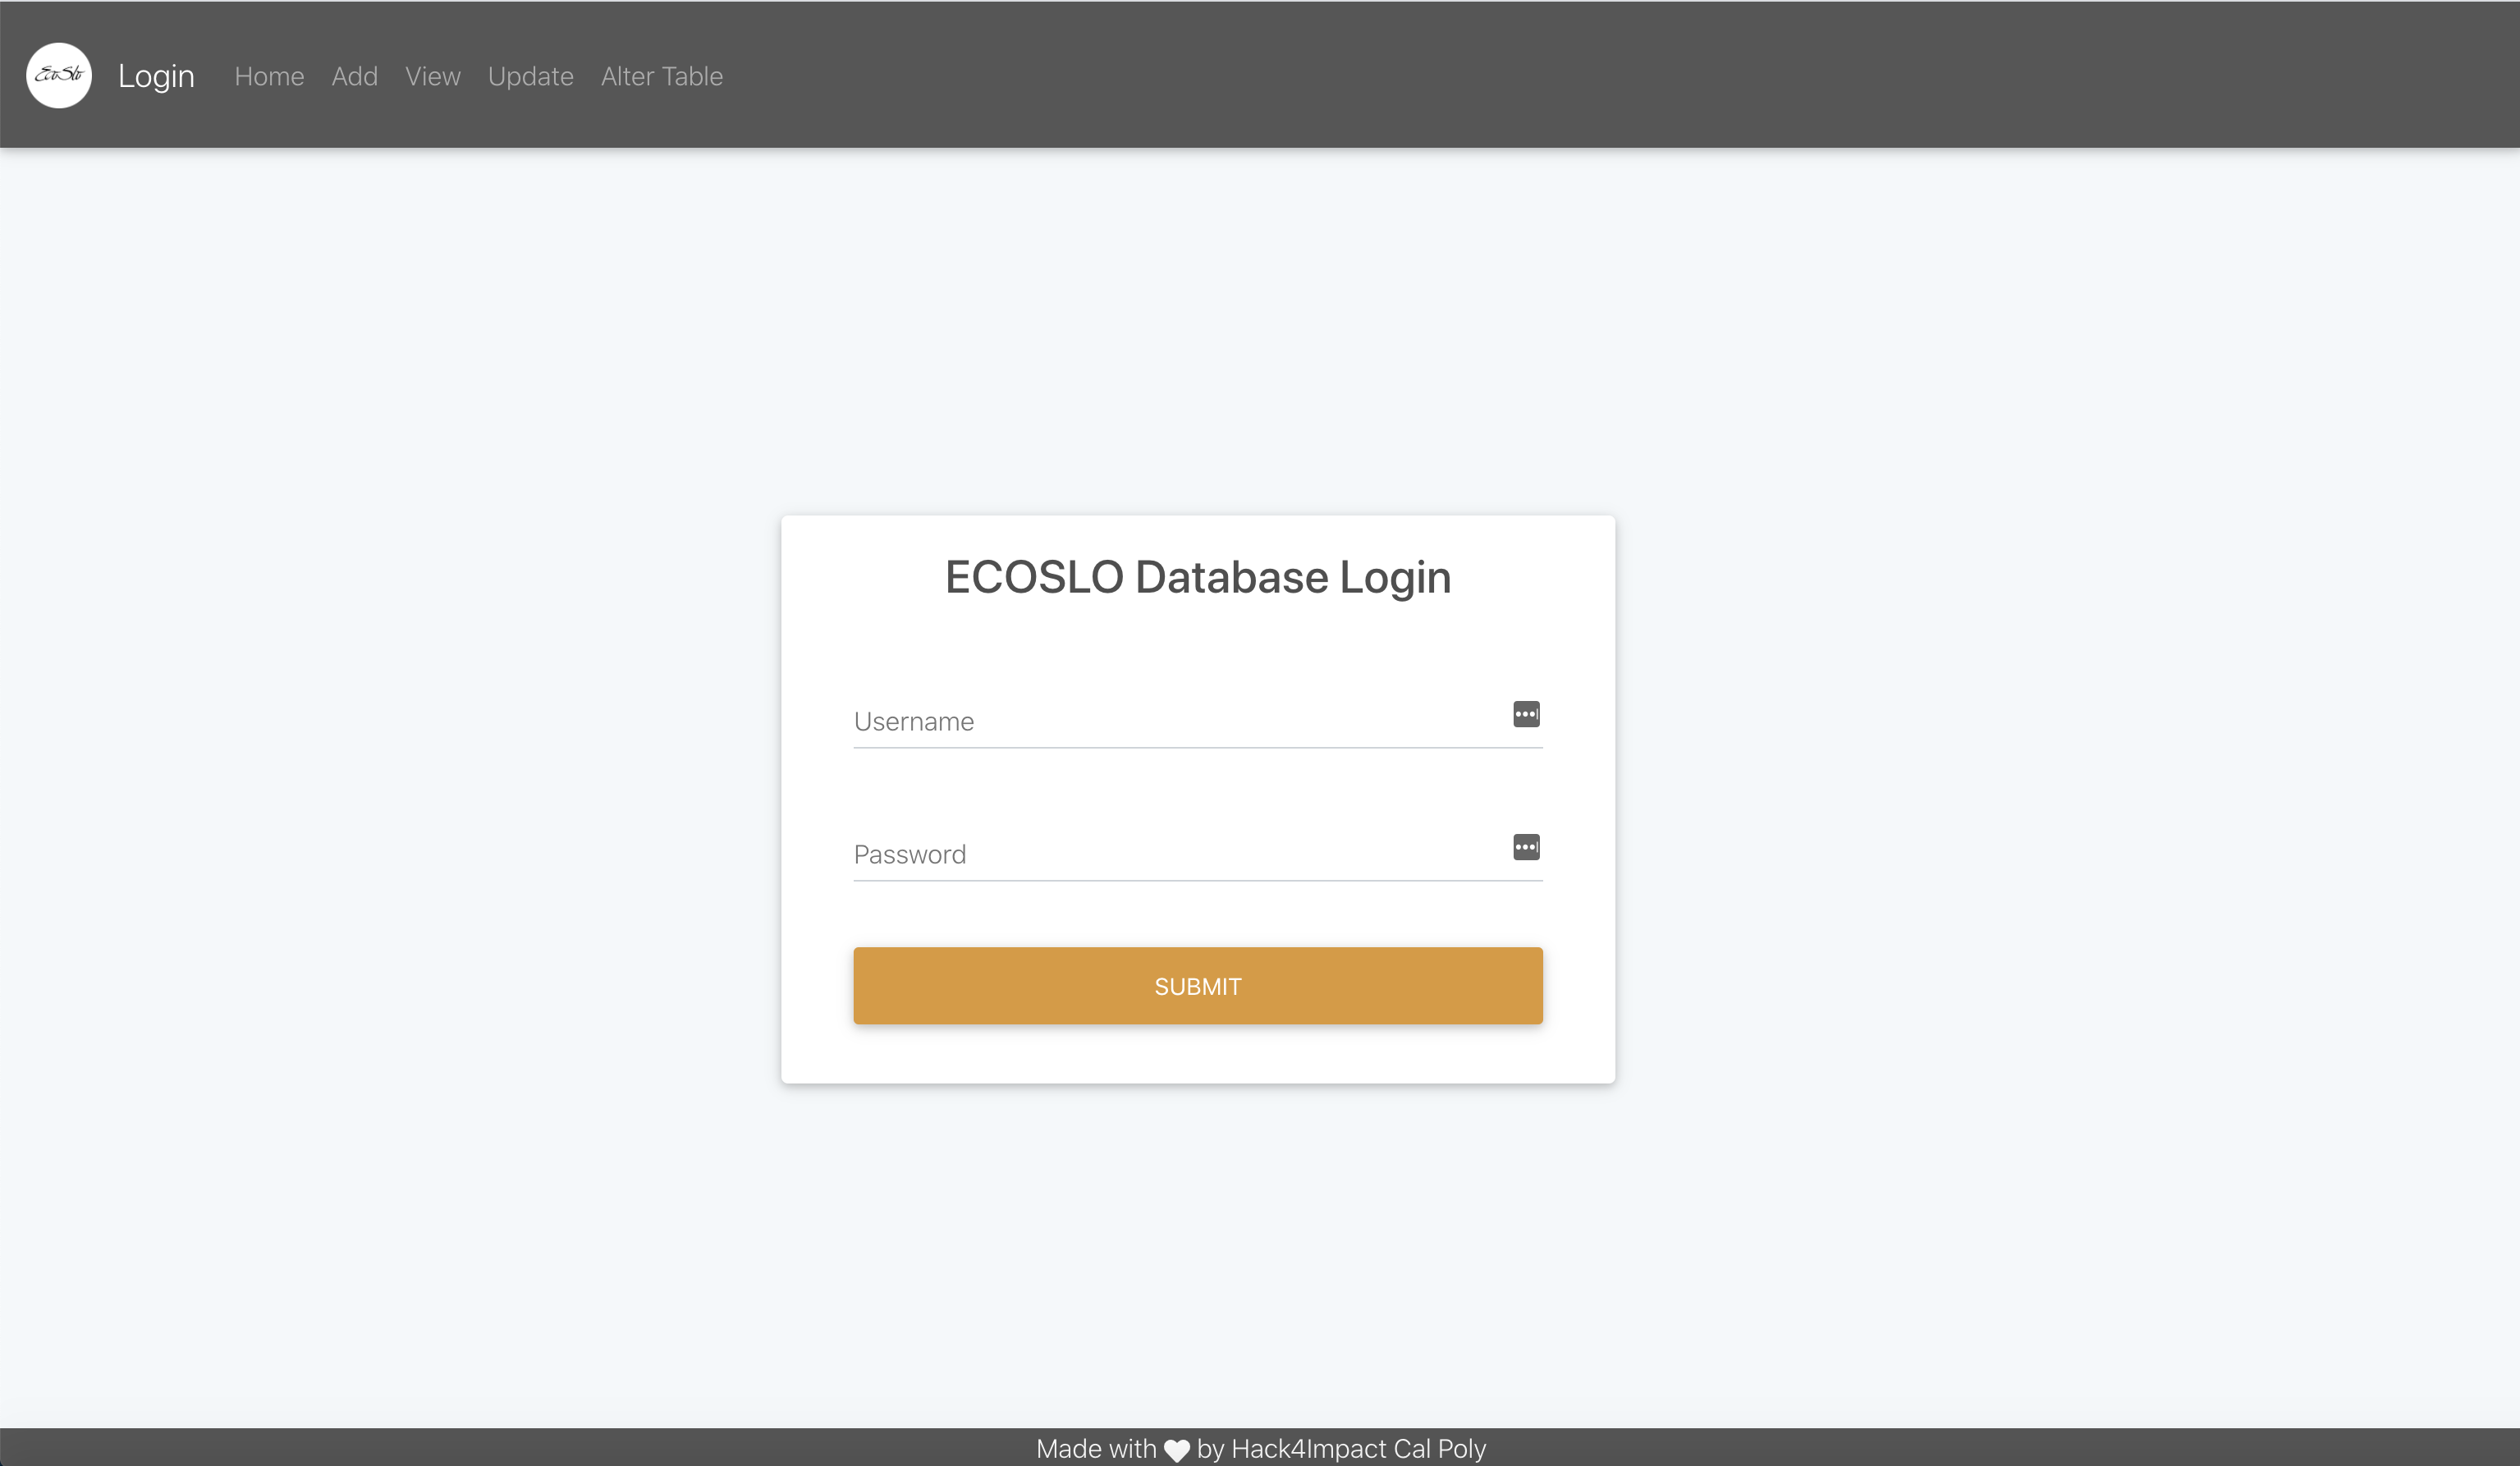 EcoSlo
Login Home Add View Update Alter Table
ECOSLO Database Login
Username
Password
SUBMIT
Made with by Hack4Impact Cal Poly